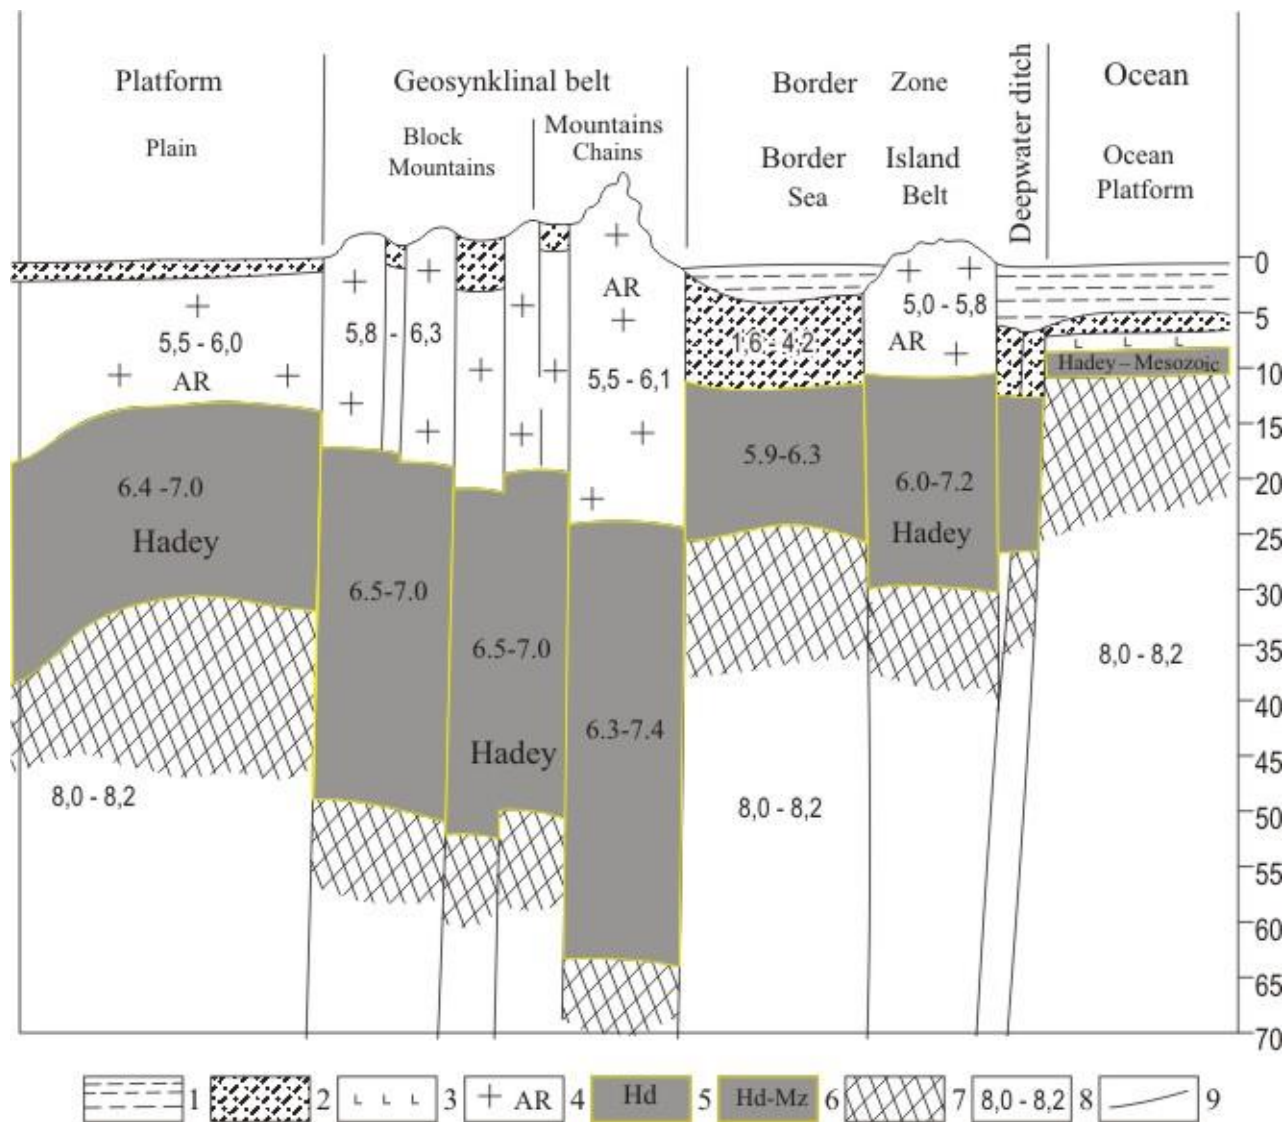 Platform
Geosynklinal belt
Border Zone
Deepwater ditch
Ocean
Plain
Block
Mountains
Mountains
Chains
Border
Sea
Island
Belt
Ocean
Platform
0
5
10
15
20
25
30
35
40
45
50
55
60
65
70
5,5 - 6,0
AR
5,8 - 6,3
AR
5,5 - 6,1
1,6 - 4,2
5,0 - 5,8
AR
Hadey – Mesozoic
6.4 -7.0
Hadey
6.5-7.0
6.5-7.0
Hadey
6.3-7.4
5.9-6.3
6.0-7.2
Hadey
8,0 - 8,2
8,0 - 8,2
8,0 - 8,2
1
2
3
AR 4
Hd 5
Hd-Mz 6
7
8,0 - 8,2 8
9